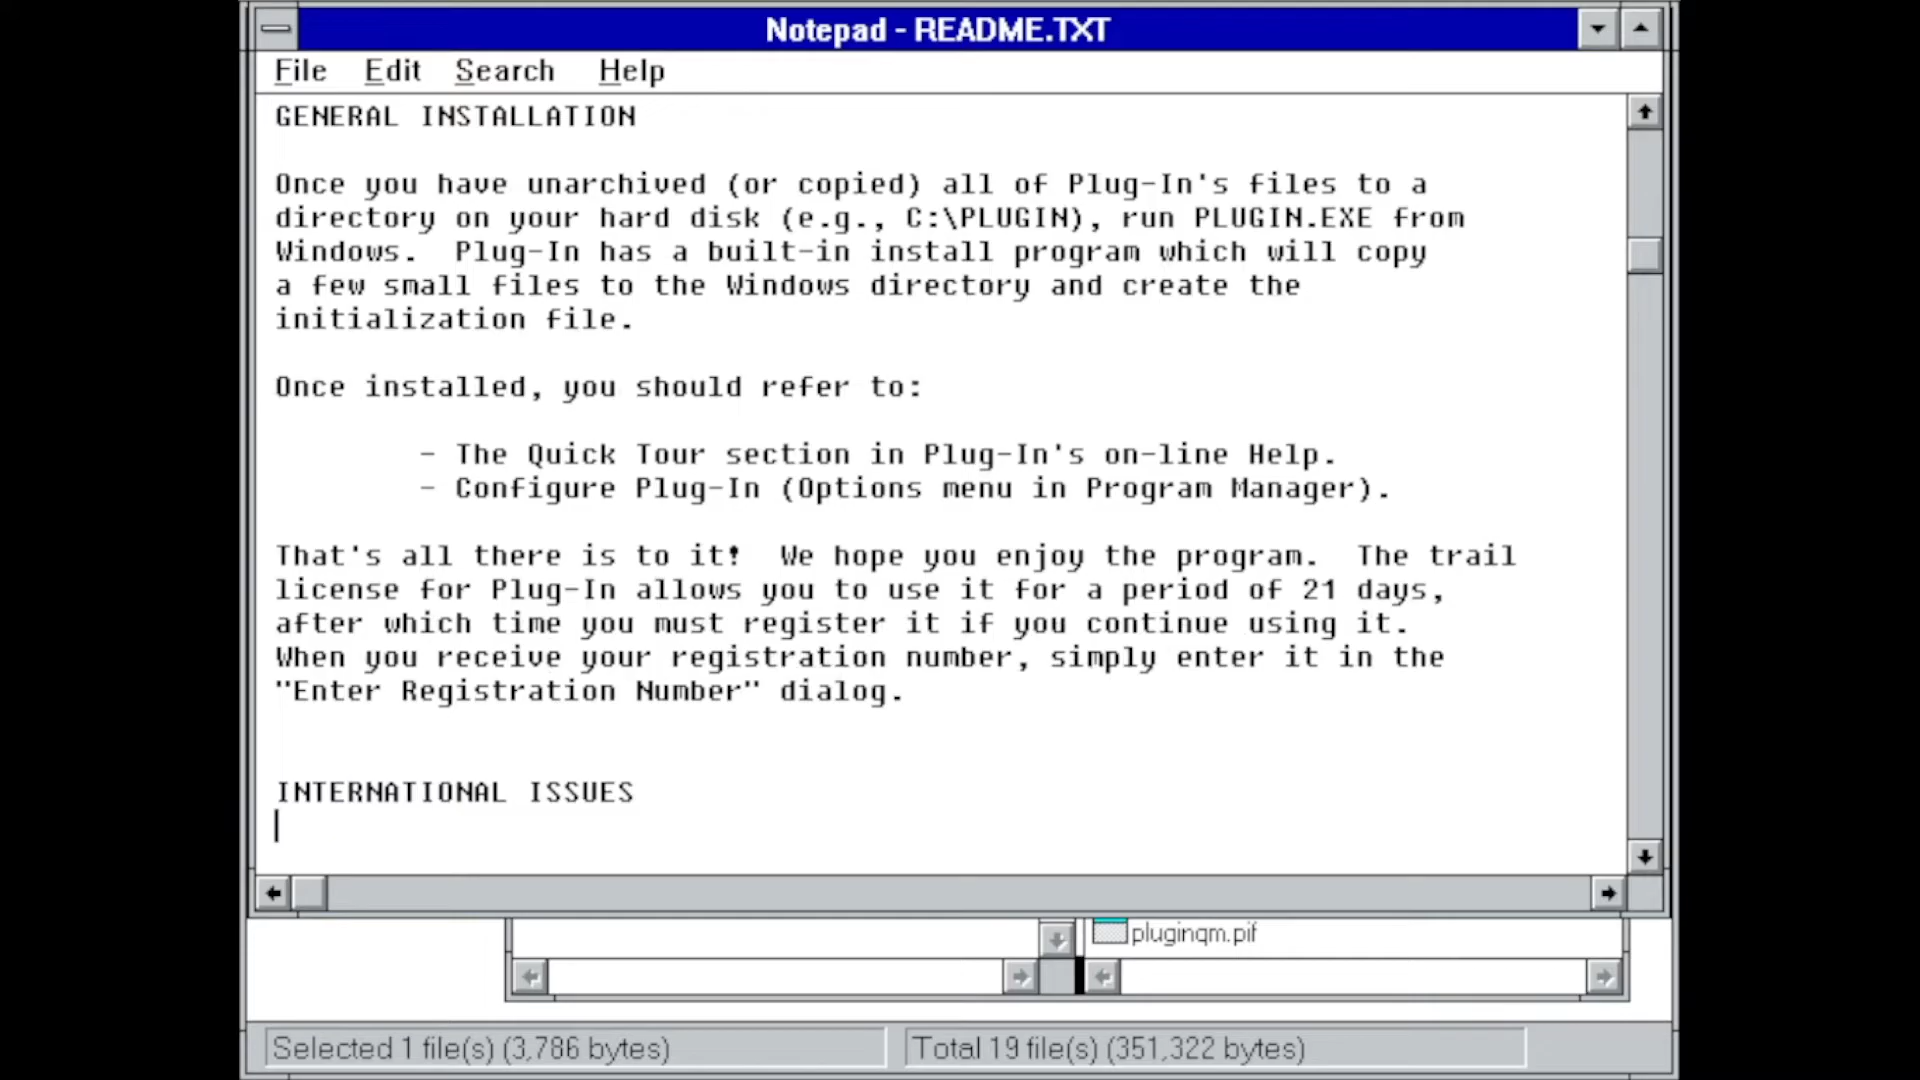 Notepad - README.TXT
File Edit Search Help
GENERAL INSTALLATION
Once you have unarchived (or copied) all of Plug-In's files to a
directory on your hard disk (e.g., C:\PLUGIN), run PLUGIN.EXE from
Windows.  Plug-In has a built-in install program which will copy
a few small files to the Windows directory and create the
initialization file.
Once installed, you should refer to:
- The Quick Tour section in Plug-In's on-line Help.
- Configure Plug-In (Options menu in Program Manager).
That's all there is to it!  We hope you enjoy the program.  The trail
license for Plug-In allows you to use it for a period of 21 days,
after which time you must register it if you continue using it.
When you receive your registration number, simply enter it in the
"Enter Registration Number" dialog.
INTERNATIONAL ISSUES
pluginqm.pif
Selected 1 file(s) (3,786 bytes)
Total 19 file(s) (351,322 bytes)